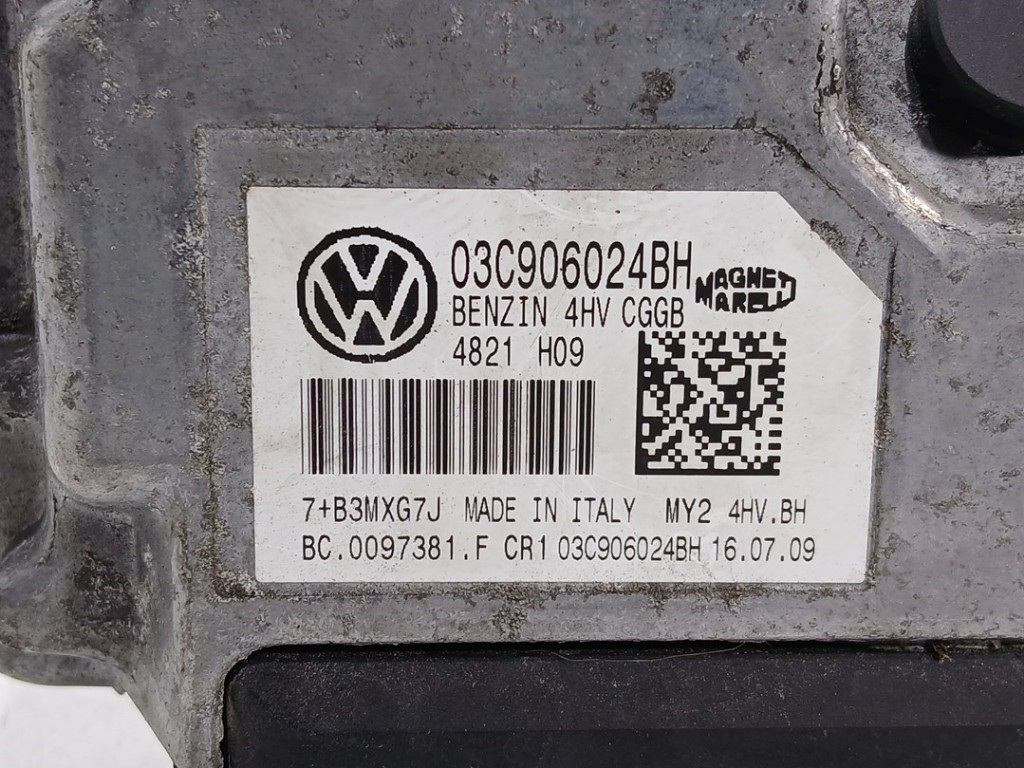 03C906024BH
MAGNETI
MARELLI
BENZIN 4HV CGGB
4821 H09
7+B3MXG7J MADE IN ITALY MY2 4HV.BH
BC.0097381.F CR1 03C906024BH 16.07.09